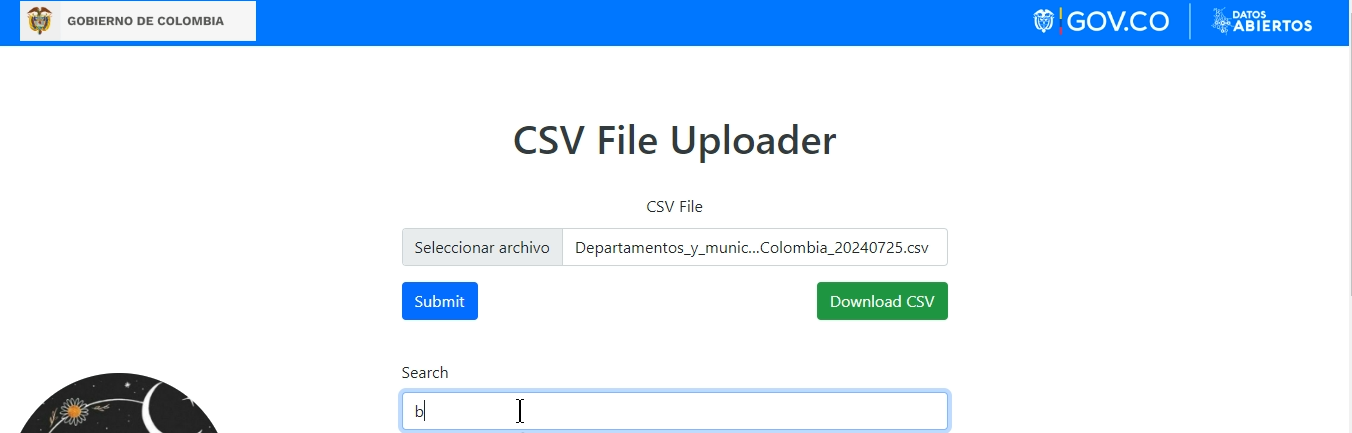 GOBIERNO DE COLOMBIA
GOV.CO
DATOS
ABIERTOS
CSV File Uploader
CSV File
Seleccionar archivo Departamentos_y_munic...Colombia_20240725.csv
Submit Download CSV
Search
b